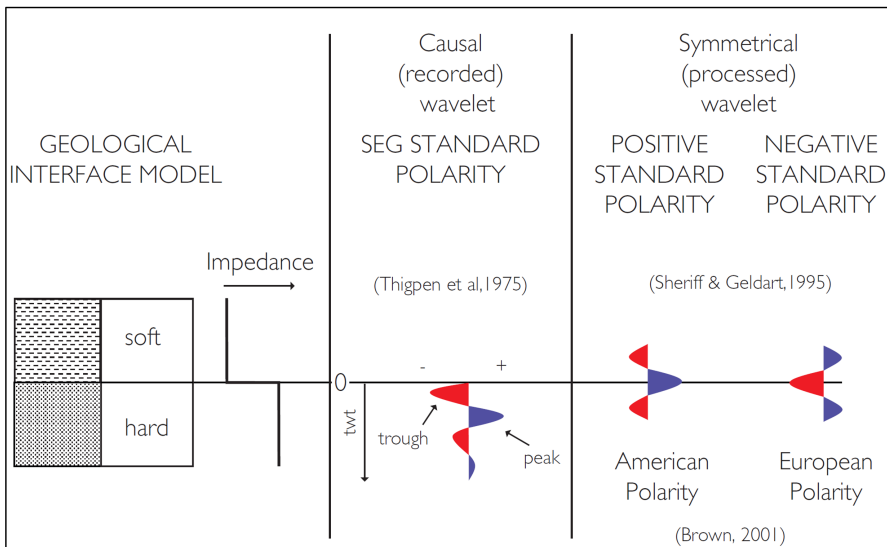 GEOLOGICAL
INTERFACE MODEL
Impedance
soft
hard
Causal
(recorded)
wavelet
SEG STANDARD
POLARITY
(Thigpen et al,1975)
- +
0
twt
trough
peak
Symmetrical
(processed)
wavelet
POSITIVE
STANDARD
POLARITY
NEGATIVE
STANDARD
POLARITY
(Sheriff & Geldart,1995)
American
Polarity
European
Polarity
(Brown, 2001)